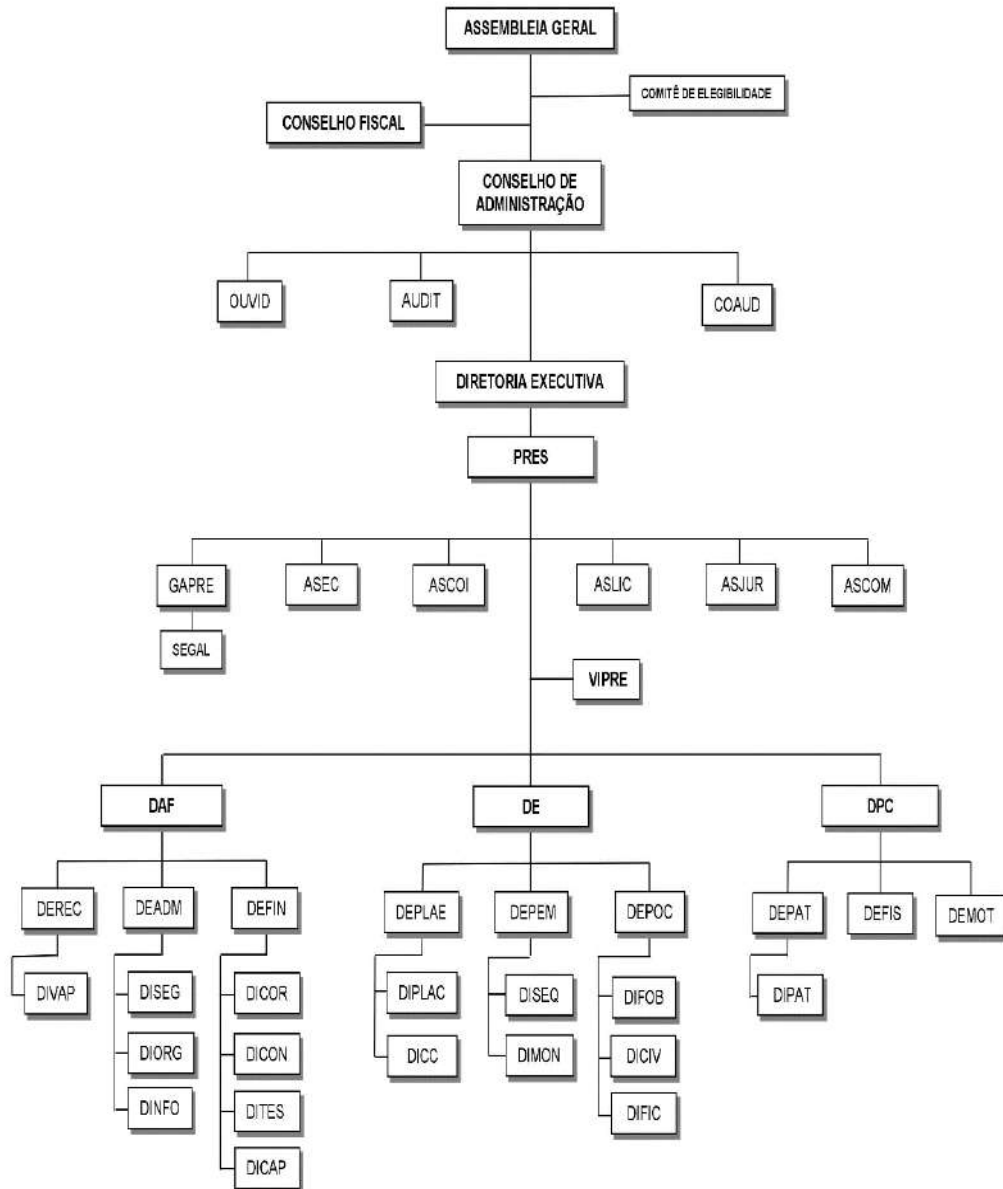 ASSEMBLEIA GERAL
COMITÊ DE ELEGIBILIDADE
CONSELHO FISCAL
CONSELHO DE
ADMINISTRAÇÃO
OUVID
AUDIT
COAUD
DIRETORIA EXECUTIVA
PRES
GAPRE
ASEC
ASCOI
ASLIC
ASJUR
ASCOM
SEGAL
VIPRE
DAF
DE
DPC
DEREC
DEADM
DEFIN
DEPLAE
DEPEM
DEPOC
DEPAT
DEFIS
DEMOT
DIVAP
DISEG
DICOR
DIPLAC
DISEQ
DIFOB
DIPAT
DIORG
DICON
DICC
DIMON
DICIV
DINFO
DITES
DIFIC
DICAP